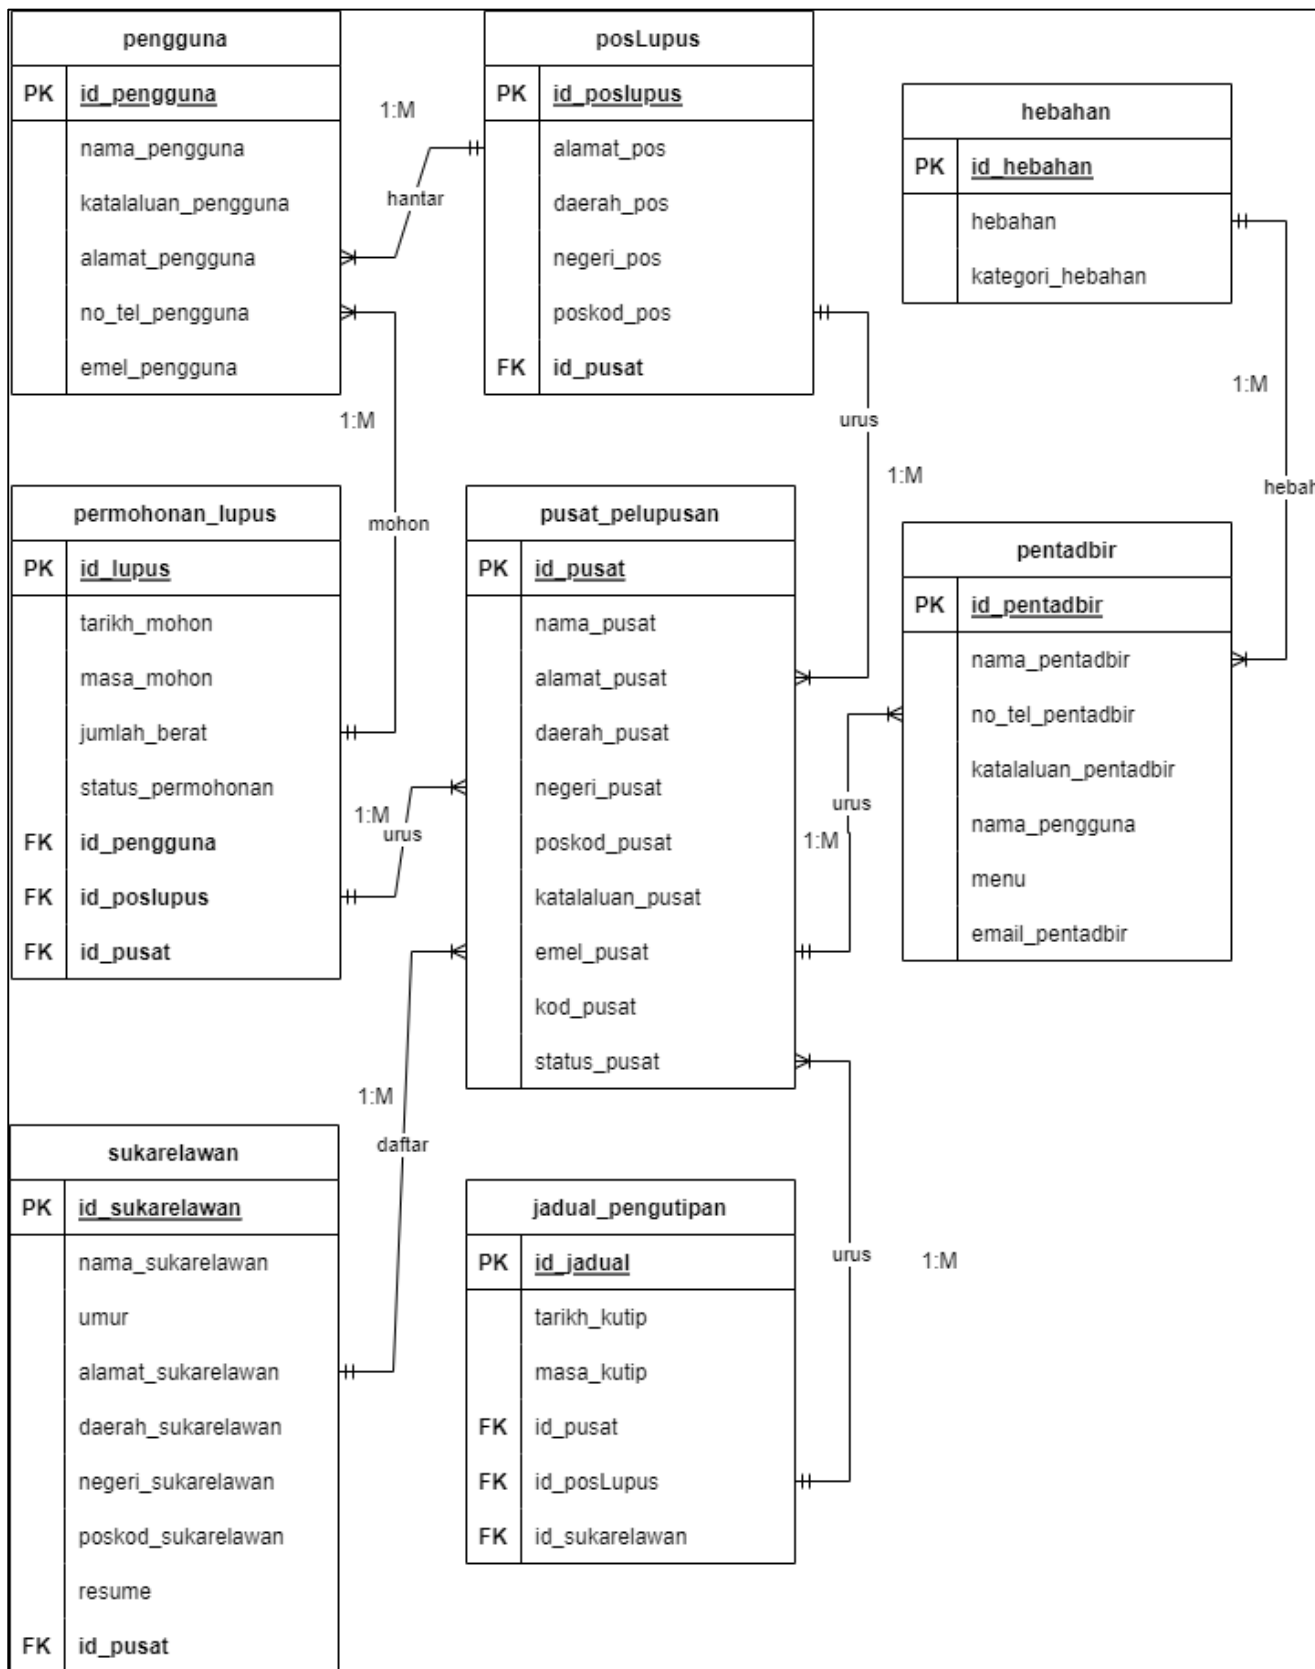 pengguna
PK id_pengguna
nama_pengguna
katalaluan_pengguna
alamat_pengguna
no_tel_pengguna
emel_pengguna
1:M
hantar
posLupus
PK id_poslupus
alamat_pos
daerah_pos
negeri_pos
poskod_pos
FK id_pusat
hebahan
PK id_hebahan
hebahan
kategori_hebahan
1:M
mohon
urus
1:M
1:M
hebah
permohonan_lupus
PK id_lupus
tarikh_mohon
masa_mohon
jumlah_berat
status_permohonan
FK id_pengguna
FK id_poslupus
FK id_pusat
1:M
urus
pusat_pelupusan
PK id_pusat
nama_pusat
alamat_pusat
daerah_pusat
negeri_pusat
poskod_pusat
katalaluan_pusat
emel_pusat
kod_pusat
status_pusat
urus
1:M
pentadbir
PK id_pentadbir
nama_pentadbir
no_tel_pentadbir
katalaluan_pentadbir
nama_pengguna
menu
email_pentadbir
1:M
daftar
sukarelawan
PK id_sukarelawan
nama_sukarelawan
umur
alamat_sukarelawan
daerah_sukarelawan
negeri_sukarelawan
poskod_sukarelawan
resume
FK id_pusat
jadual_pengutipan
PK id_jadual
tarikh_kutip
masa_kutip
FK id_pusat
FK id_posLupus
FK id_sukarelawan
urus
1:M